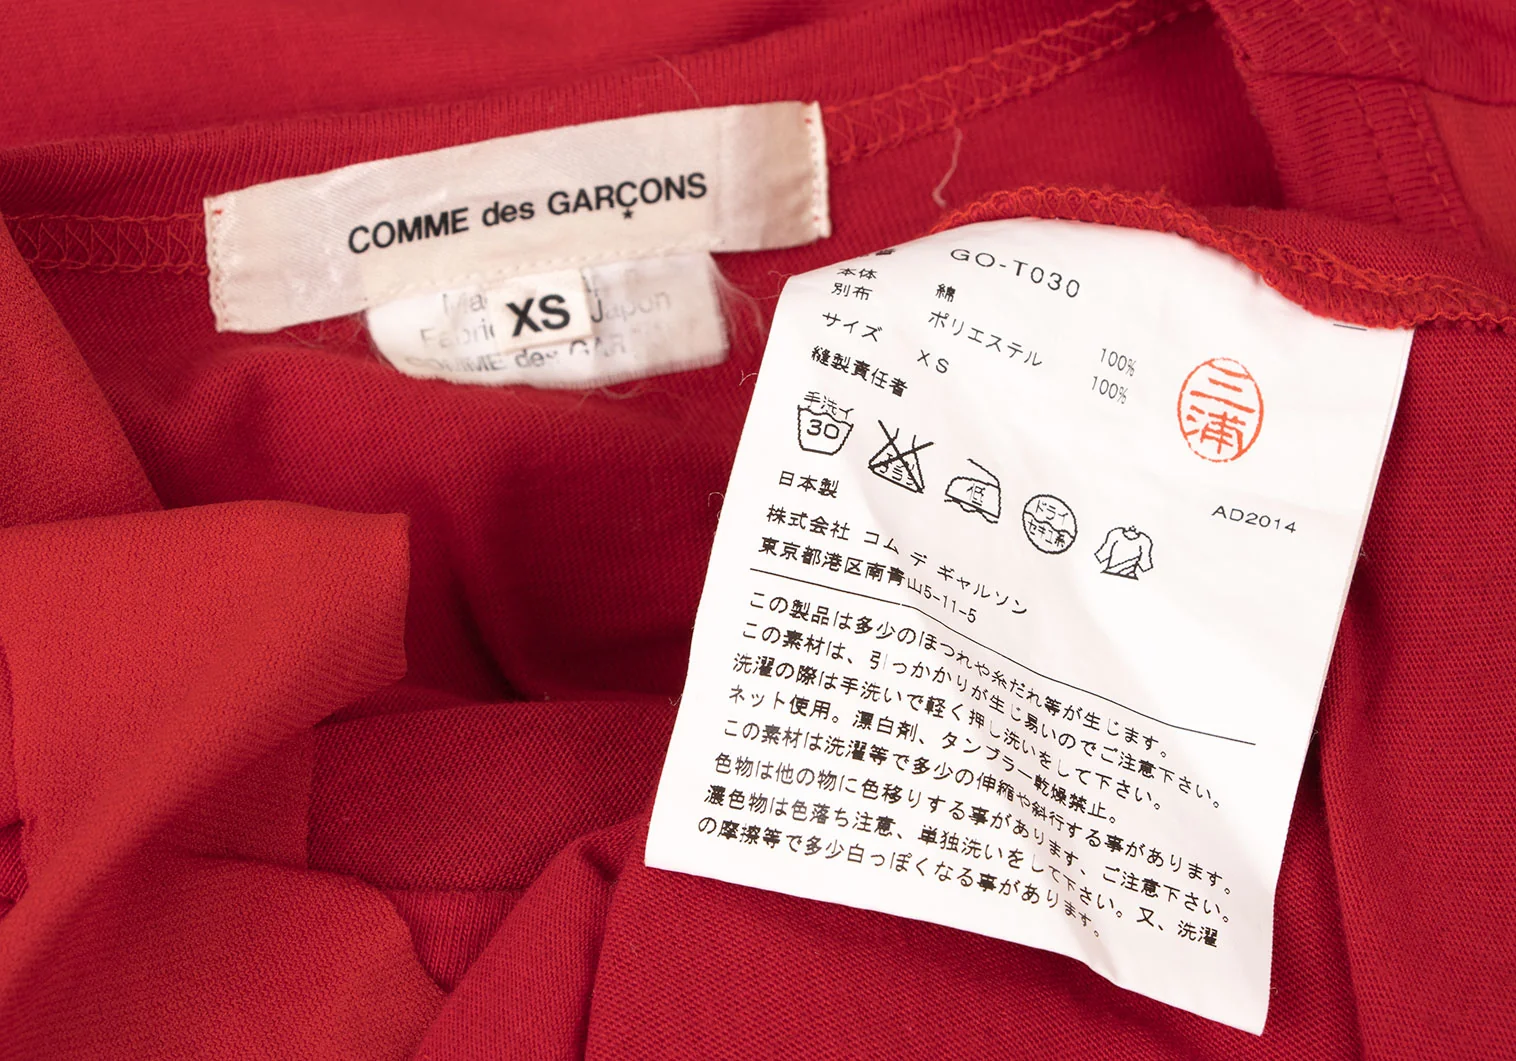 COMME des GARÇONS
XS
GO-T030
本体 綿 100%
別布 ポリエステル 100%
サイズ XS
縫製責任者
三浦
手洗イ
30
低
ドライ
セキユ系
日本製
AD2014
株式会社 コム デ ギャルソン
東京都港区南青山5-11-5
この製品は多少のほつれや糸だれ等が生じます。
この素材は、引っかかりが生じ易いのでご注意下さい。
洗濯の際は手洗いで軽く押し洗いをして下さい。
ネット使用。漂白剤、タンブラー乾燥禁止。
この素材は洗濯等で多少の伸縮や斜行する事があります。
色物は他の物に色移りする事があります、ご注意下さい。
濃色物は色落ち注意、単独洗いをして下さい。又、洗濯
の摩擦等で多少白っぽくなる事があります。